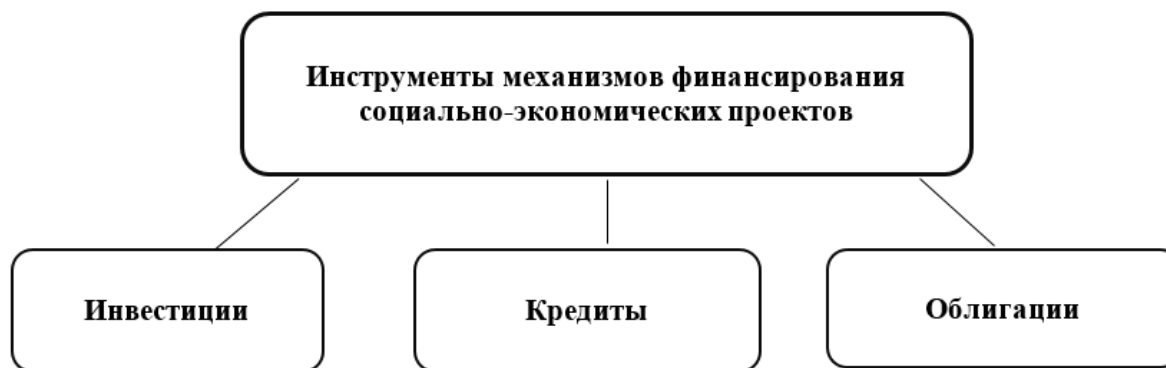 Инструменты механизмов финансирования
социально-экономических проектов
Инвестиции
Кредиты
Облигации